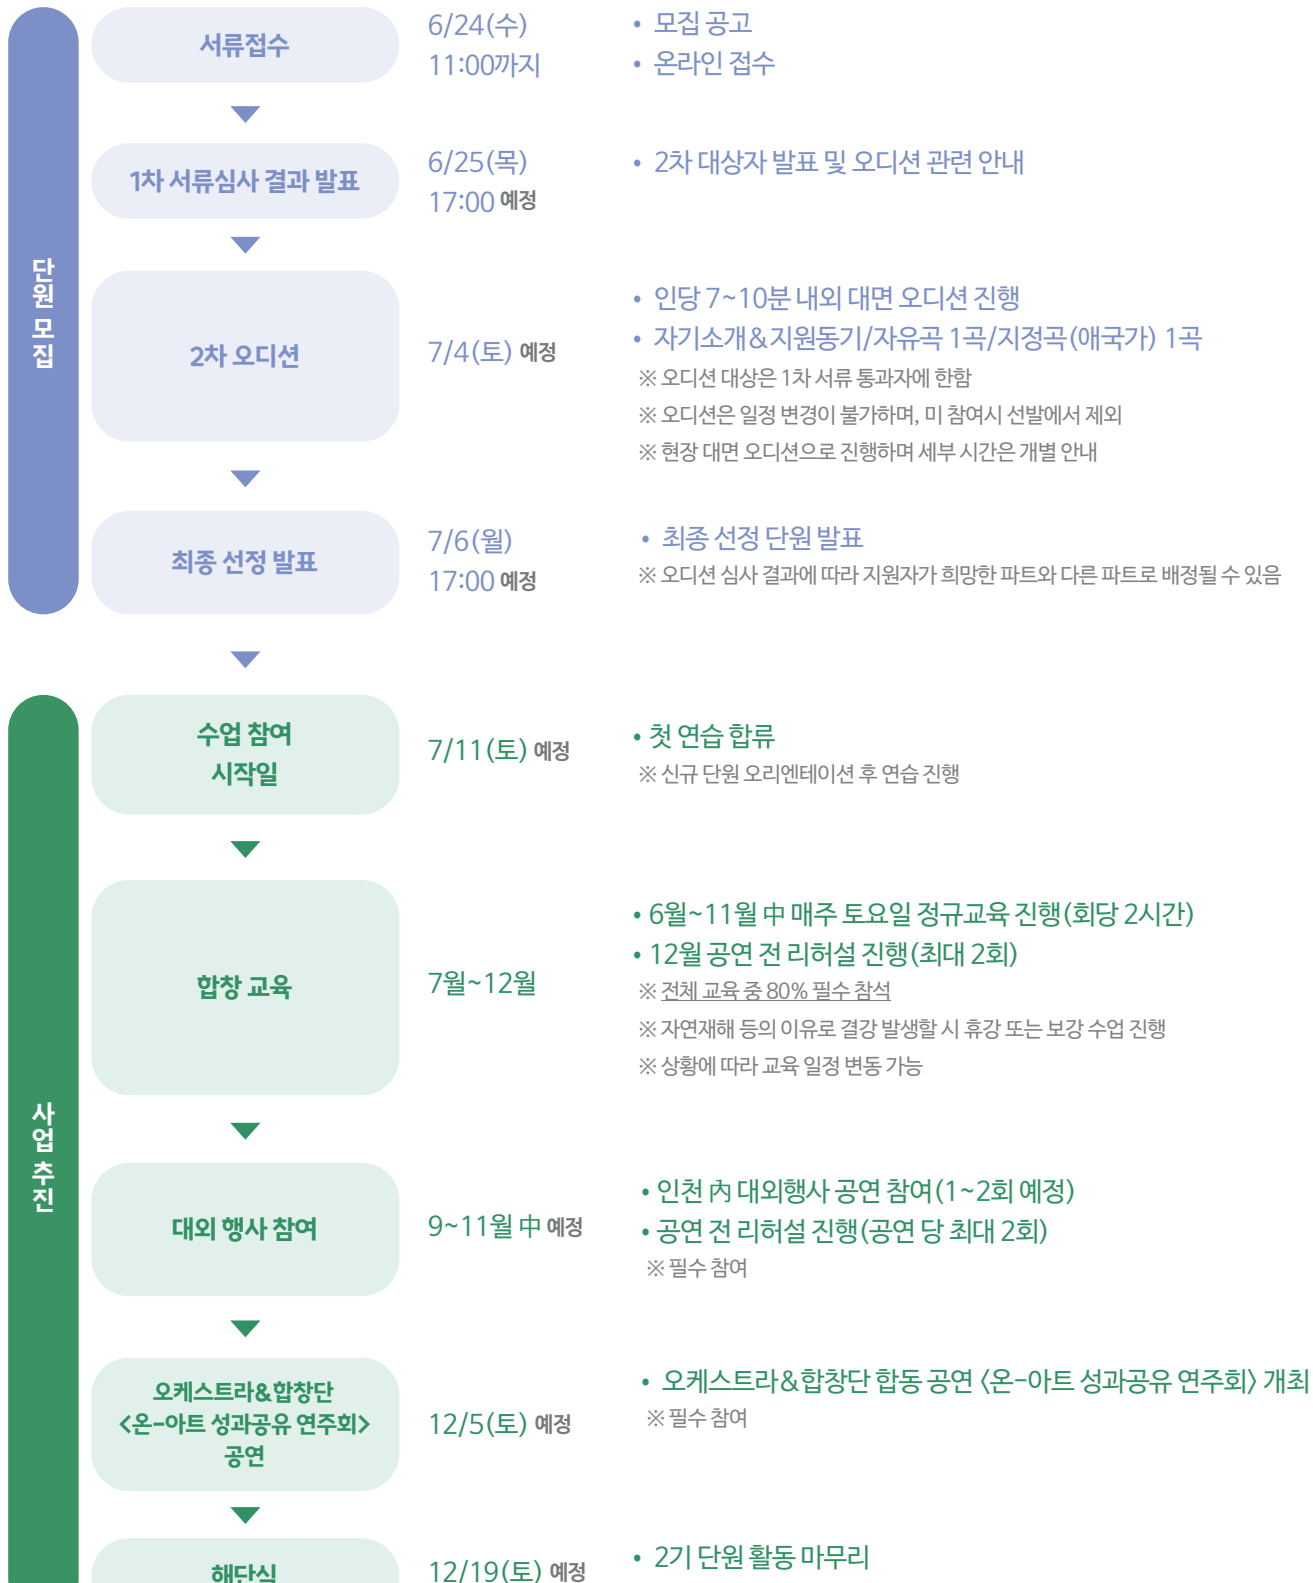 단원 모집
서류접수
6/24(수)
11:00까지
• 모집 공고
• 온라인 접수
1차 서류심사 결과 발표
6/25(목)
17:00 예정
• 2차 대상자 발표 및 오디션 관련 안내
2차 오디션
7/4(토) 예정
• 인당 7~10분 내외 대면 오디션 진행
• 자기소개&지원동기/자유곡 1곡/지정곡(애국가) 1곡
※ 오디션 대상은 1차 서류 통과자에 한함
※ 오디션은 일정 변경이 불가하며, 미 참여시 선발에서 제외
※ 현장 대면 오디션으로 진행하며 세부 시간은 개별 안내
최종 선정 발표
7/6(월)
17:00 예정
• 최종 선정 단원 발표
※ 오디션 심사 결과에 따라 지원자가 희망한 파트와 다른 파트로 배정될 수 있음
사업 추진
수업 참여
시작일
7/11(토) 예정
• 첫 연습 합류
※ 신규 단원 오리엔테이션 후 연습 진행
합창 교육
7월~12월
• 6월~11월 中 매주 토요일 정규교육 진행(회당 2시간)
• 12월 공연 전 리허설 진행(최대 2회)
※ 전체 교육 중 80% 필수 참석
※ 자연재해 등의 이유로 결강 발생할 시 휴강 또는 보강 수업 진행
※ 상황에 따라 교육 일정 변동 가능
대외 행사 참여
9~11월 中 예정
• 인천 內 대외행사 공연 참여(1~2회 예정)
• 공연 전 리허설 진행(공연 당 최대 2회)
※ 필수 참여
오케스트라&합창단
<온-아트 성과공유 연주회>
공연
12/5(토) 예정
• 오케스트라&합창단 합동 공연 <온-아트 성과공유 연주회> 개최
※ 필수 참여
해단식
12/19(토) 예정
• 2기 단원 활동 마무리